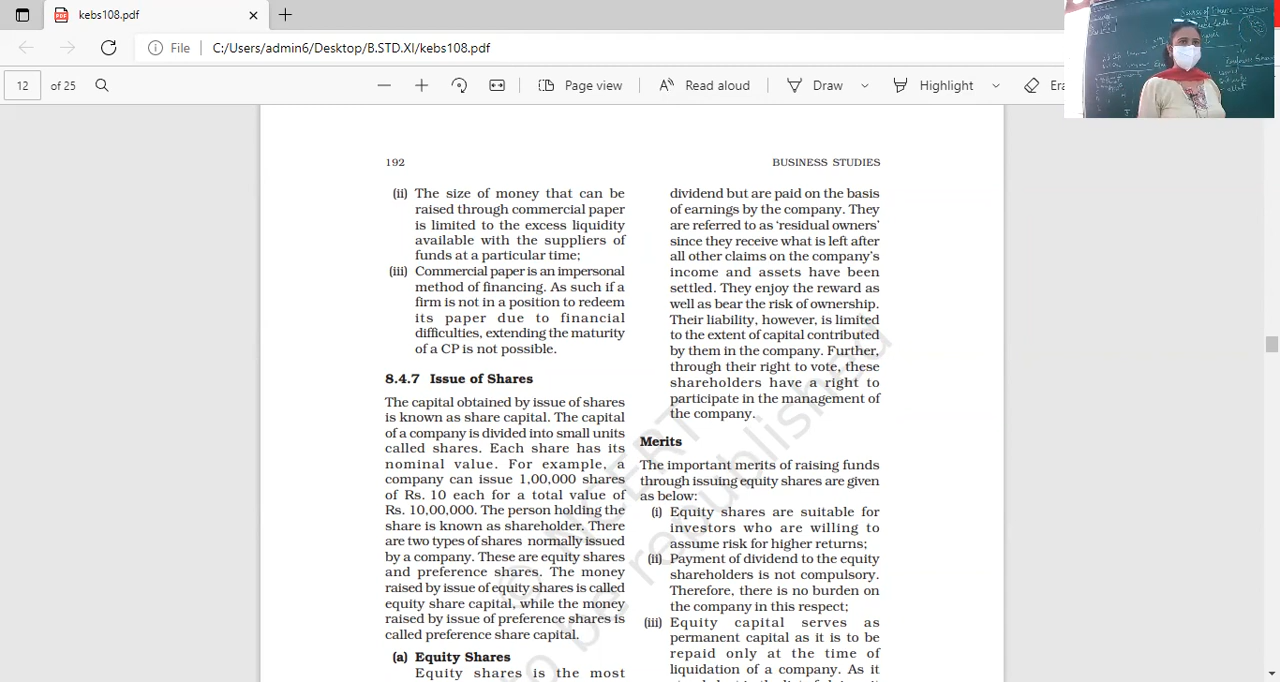 kebs108.pdf
File C:/Users/admin6/Desktop/B.STD.XI/kebs108.pdf
12 of 25 Page view Read aloud Draw Highlight Era
192 BUSINESS STUDIES
(ii) The size of money that can be
raised through commercial paper
is limited to the excess liquidity
available with the suppliers of
funds at a particular time;
(iii) Commercial paper is an impersonal
method of financing. As such if a
firm is not in a position to redeem
its paper due to financial
difficulties, extending the maturity
of a CP is not possible.
8.4.7 Issue of Shares
The capital obtained by issue of shares
is known as share capital. The capital
of a company is divided into small units
called shares. Each share has its
nominal value. For example, a
company can issue 1,00,000 shares
of Rs. 10 each for a total value of
Rs. 10,00,000. The person holding the
share is known as shareholder. There
are two types of shares normally issued
by a company. These are equity shares
and preference shares. The money
raised by issue of equity shares is called
equity share capital, while the money
raised by issue of preference shares is
called preference share capital.
(a) Equity Shares
Equity shares is the most
dividend but are paid on the basis
of earnings by the company. They
are referred to as 'residual owners'
since they receive what is left after
all other claims on the company's
income and assets have been
settled. They enjoy the reward as
well as bear the risk of ownership.
Their liability, however, is limited
to the extent of capital contributed
by them in the company. Further,
through their right to vote, these
shareholders have a right to
participate in the management of
the company.
Merits
The important merits of raising funds
through issuing equity shares are given
as below:
(i) Equity shares are suitable for
investors who are willing to
assume risk for higher returns;
(ii) Payment of dividend to the equity
shareholders is not compulsory.
Therefore, there is no burden on
the company in this respect;
(iii) Equity capital serves as
permanent capital as it is to be
repaid only at the time of
liquidation of a company. As it
© NCERT
o be republished